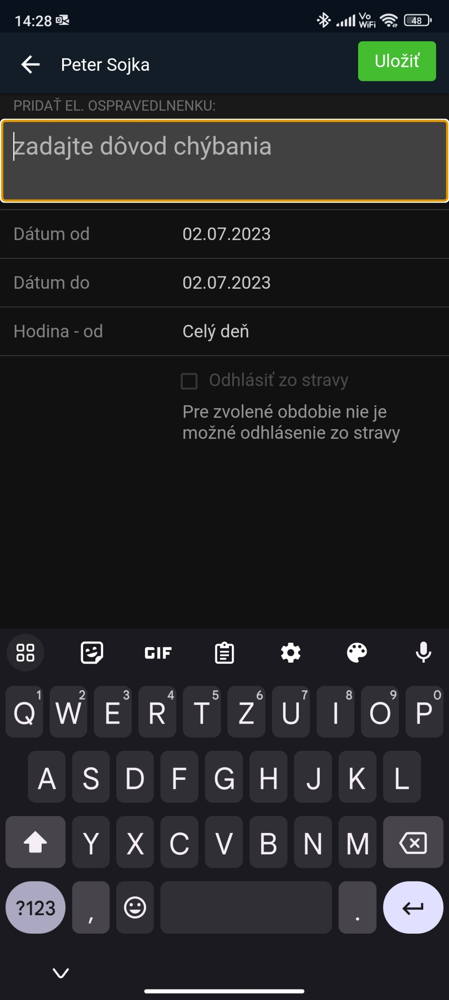 14:28
Vo
WiFi
48
Peter Sojka
Uložiť
PRIDAŤ EL. OSPRAVEDLNENKU:
zadajte dôvod chýbania
Dátum od 02.07.2023
Dátum do 02.07.2023
Hodina - od Celý deň
Odhlásiť zo stravy
Pre zvolené obdobie nie je
možné odhlásenie zo stravy
GIF
1 2 3 4 5 6 7 8 9 0
Q W E R T Z U I O P
A S D F G H J K L
Y X C V B N M
?123 , .